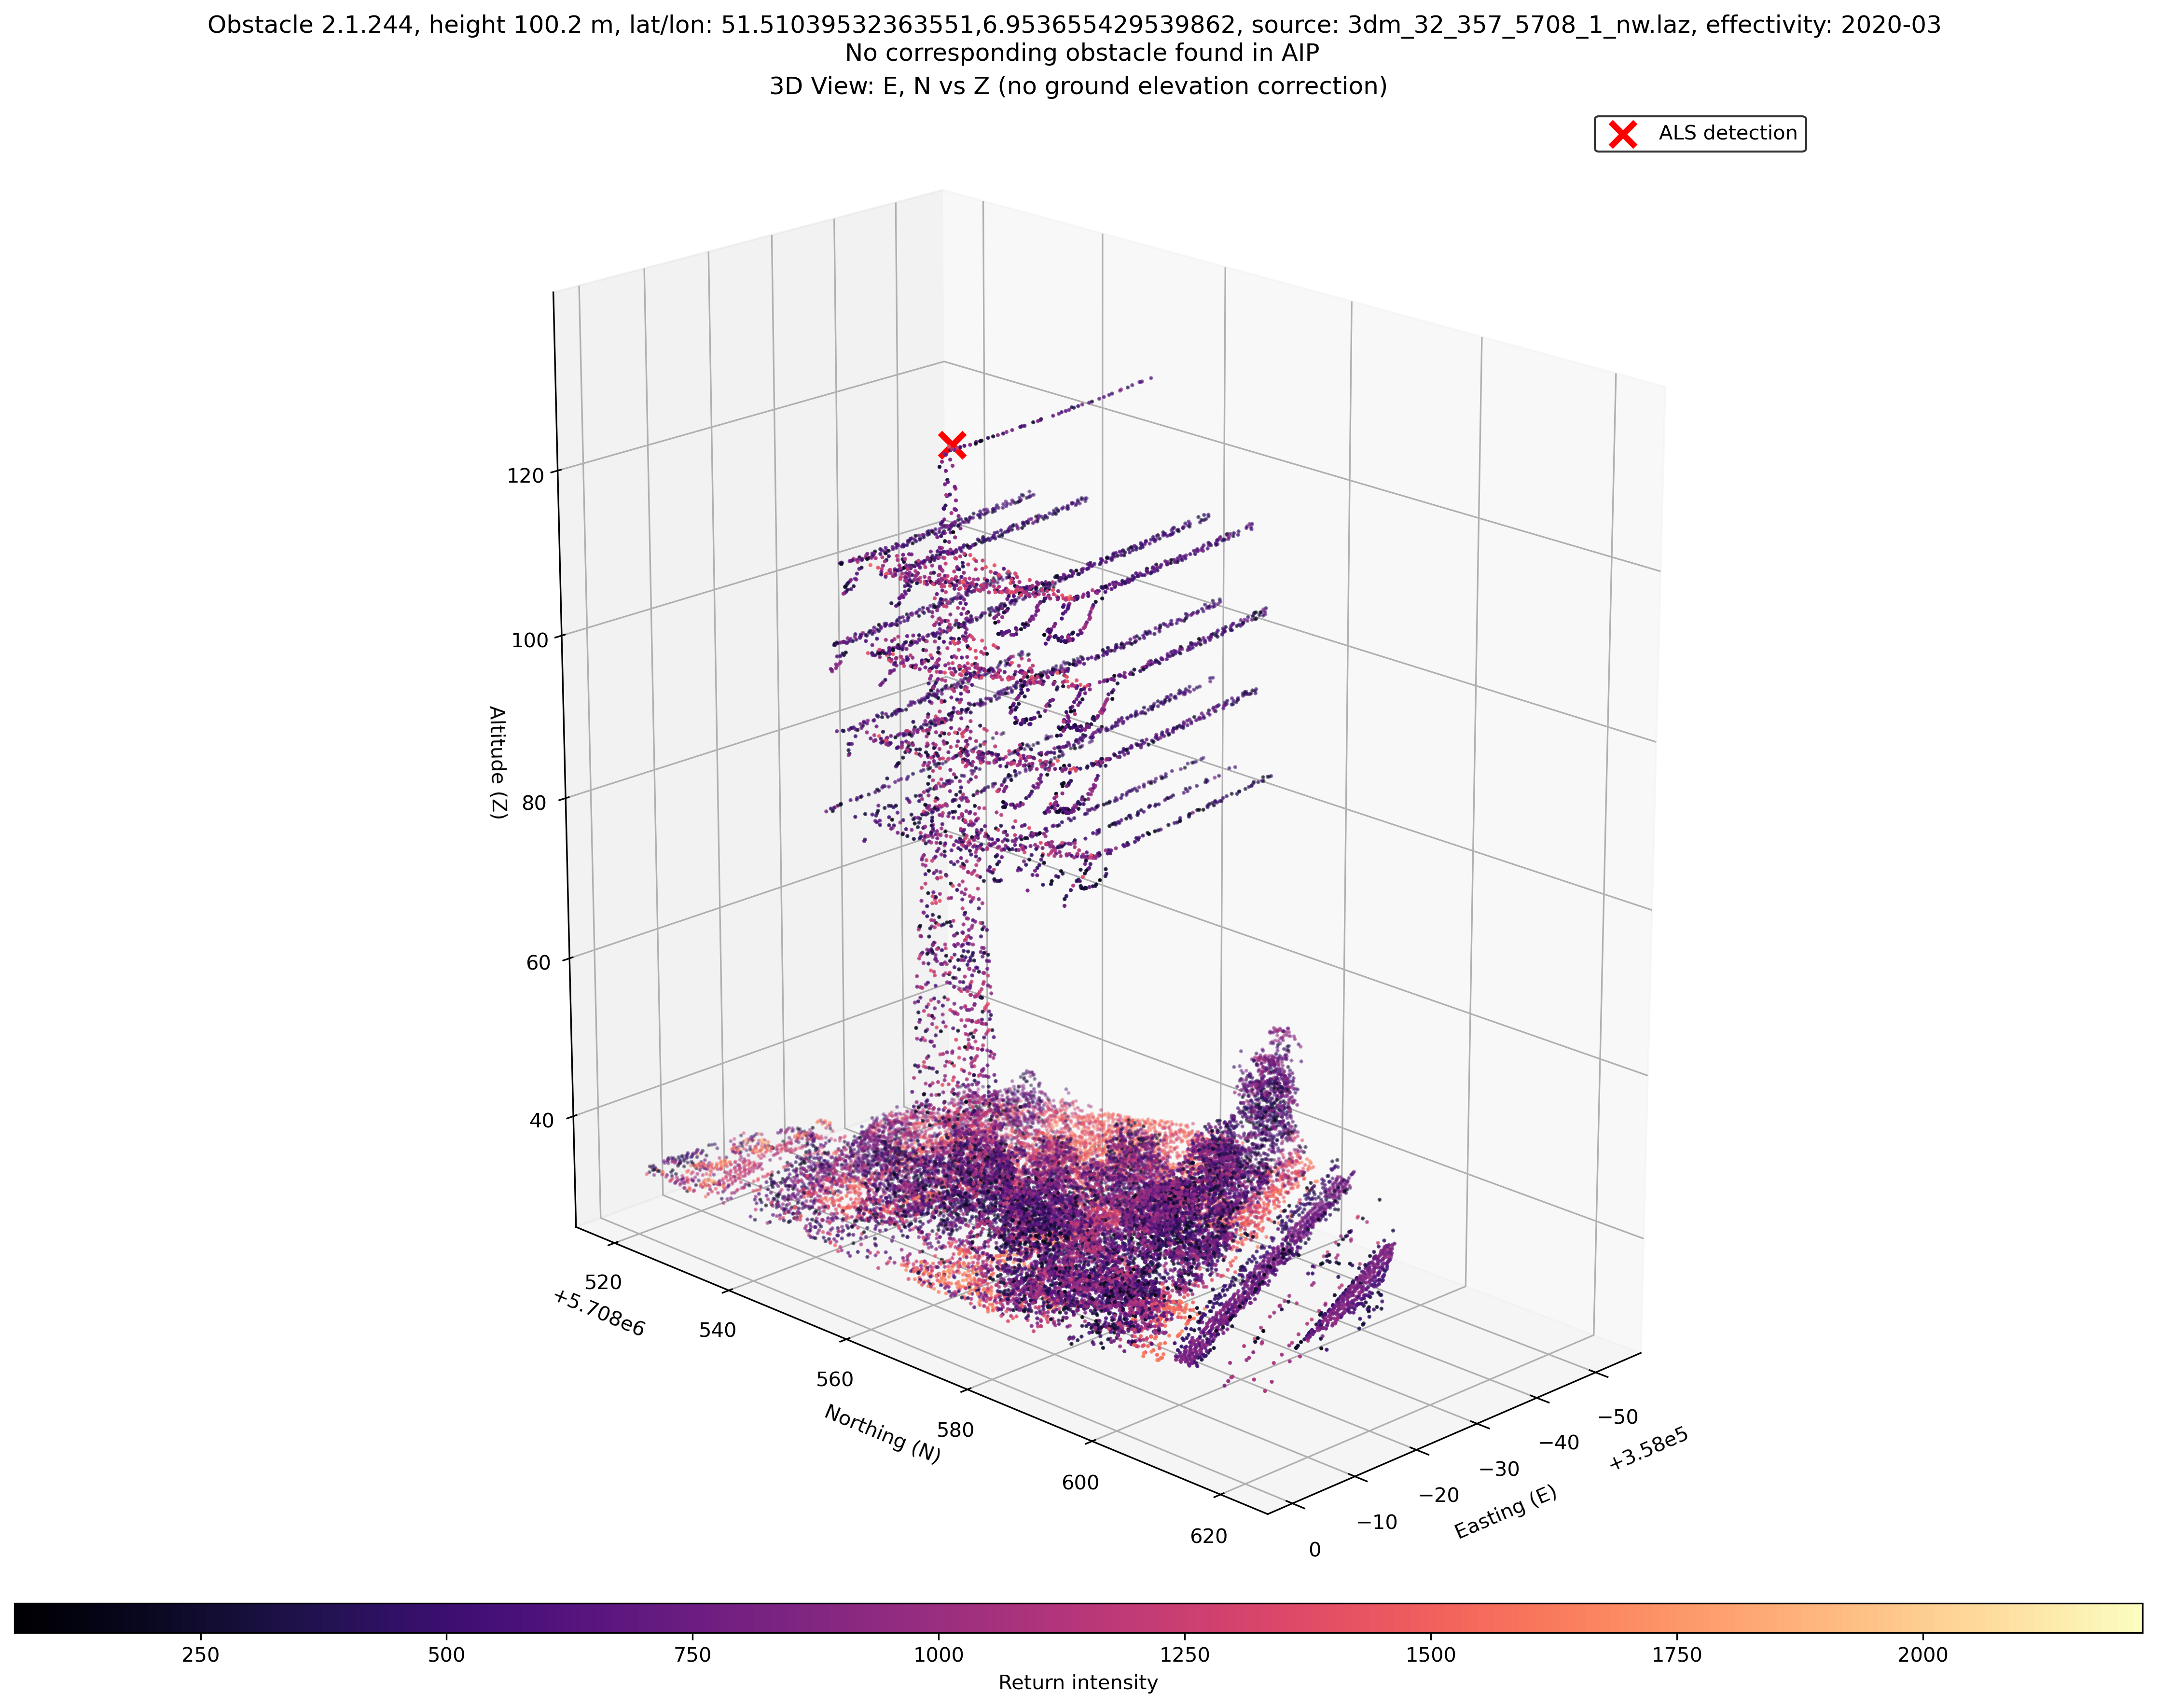 Obstacle 2.1.244, height 100.2 m, lat/lon: 51.51039532363551,6.953655429539862, source: 3dm_32_357_5708_1_nw.laz, effectivity: 2020-03
No corresponding obstacle found in AIP
3D View: E, N vs Z (no ground elevation correction)
ALS detection
120
100
80
60
40
Altitude (Z)
520
540
560
580
600
620
+5.708e6
Northing (N)
0
−10
−20
−30
−40
−50
+3.58e5
Easting (E)
250
500
750
1000
1250
1500
1750
2000
Return intensity